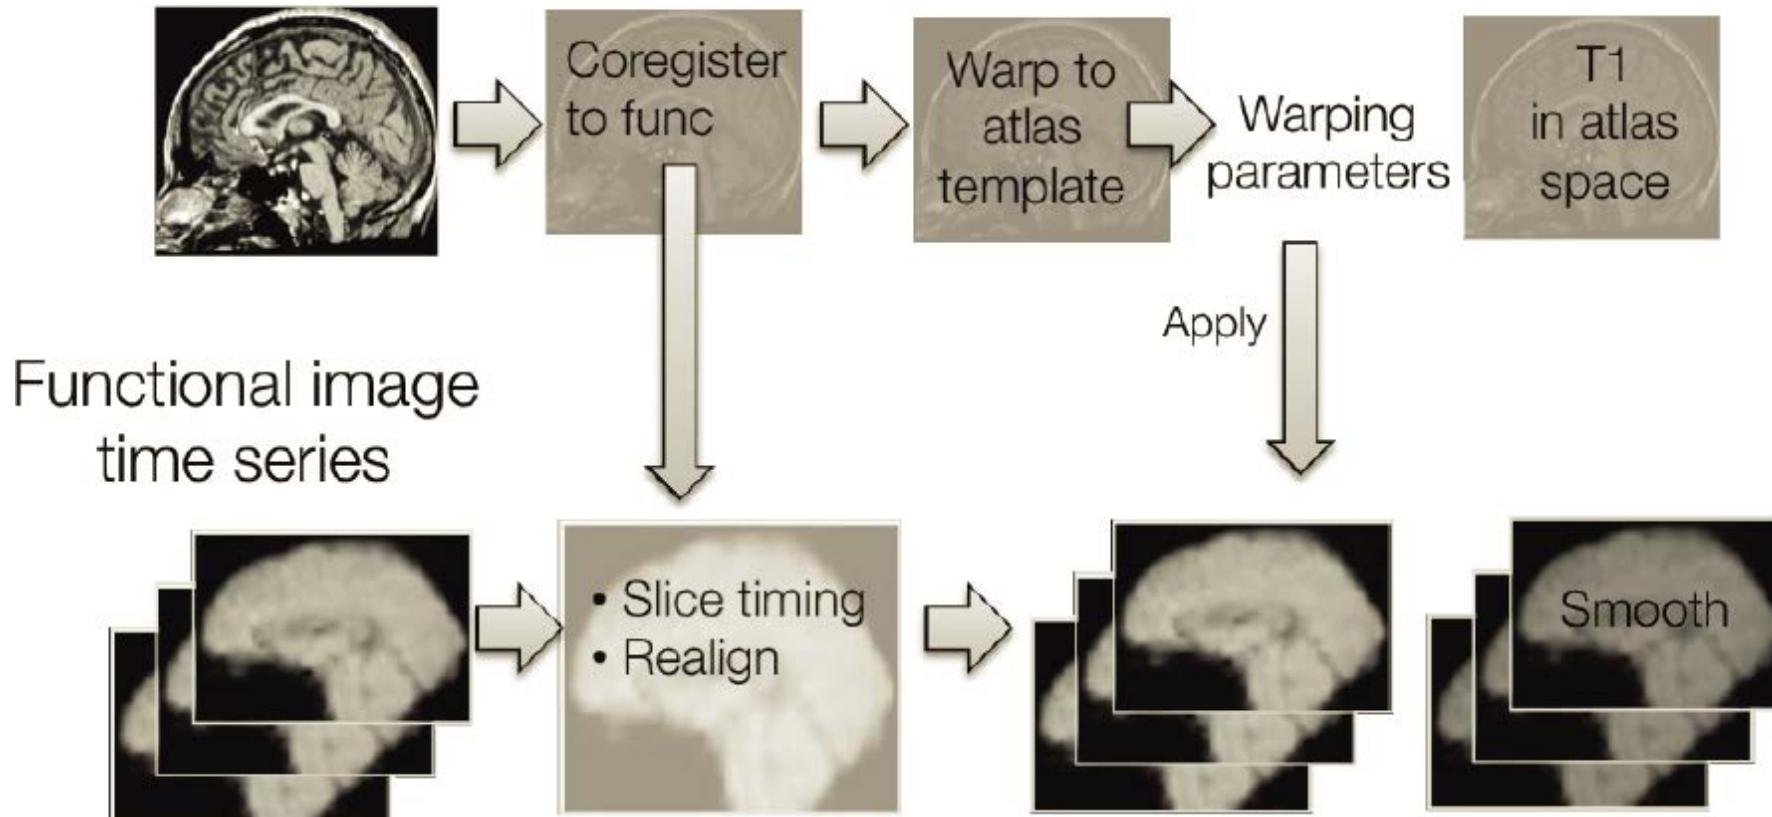 Coregister
to func
Warp to
atlas
template
Warping
parameters
T1
in atlas
space
Apply
Functional image
time series
• Slice timing
• Realign
Smooth